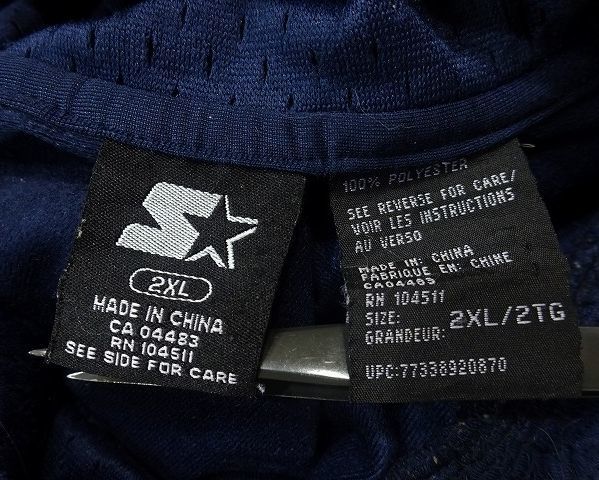 2XL
MADE IN CHINA
CA 04483
RN 104511
SEE SIDE FOR CARE
100% POLYESTER
SEE REVERSE FOR CARE/
VOIR LES INSTRUCTIONS
AU VERSO
MADE IN: CHINA
FABRIQUE EN: CHINE
CA04483
RN 104511
SIZE: 2XL/2TG
GRANDEUR:
UPC:77338920870